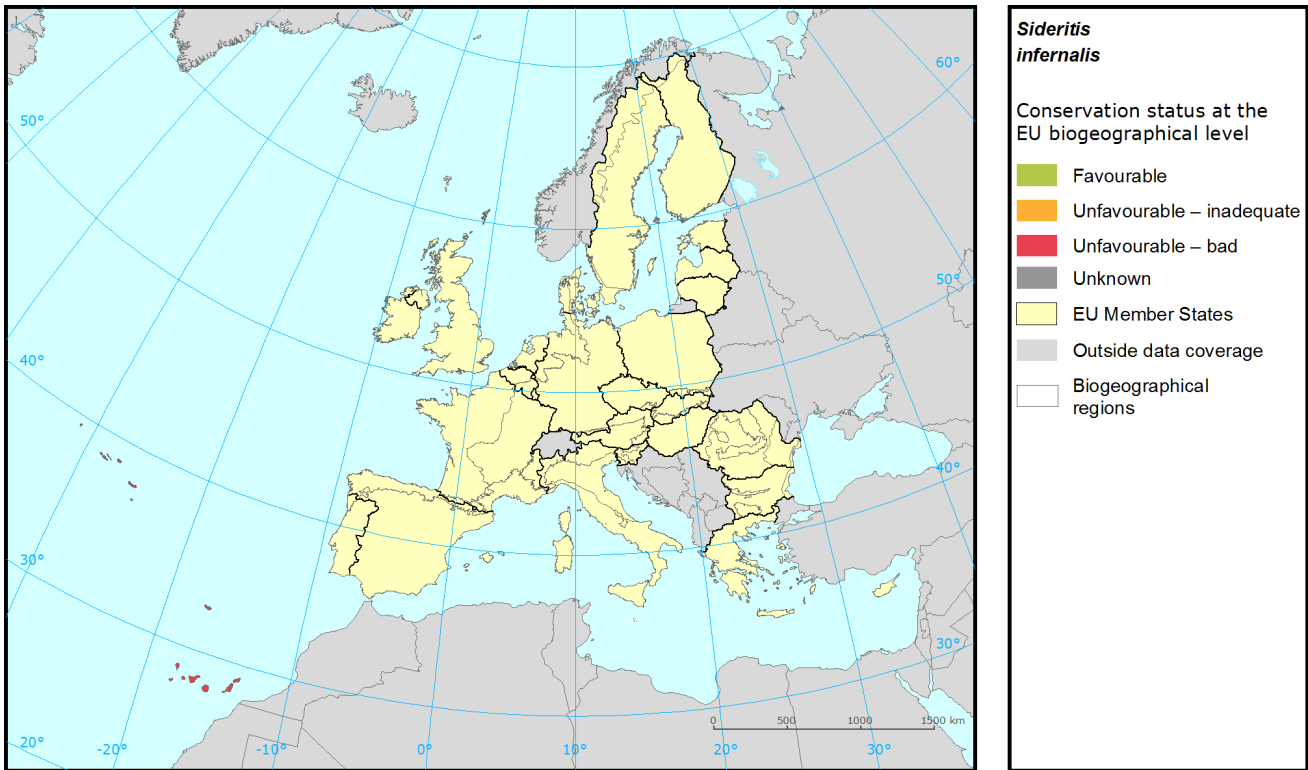 Sideritis
infernalis
Conservation status at the
EU biogeographical level
Favourable
Unfavourable – inadequate
Unfavourable – bad
Unknown
EU Member States
Outside data coverage
Biogeographical
regions
60°
50°
50°
40°
40°
30°
30°
0 500 1000 1500 km
20° -20° -10° 0° 10° 20° 30°